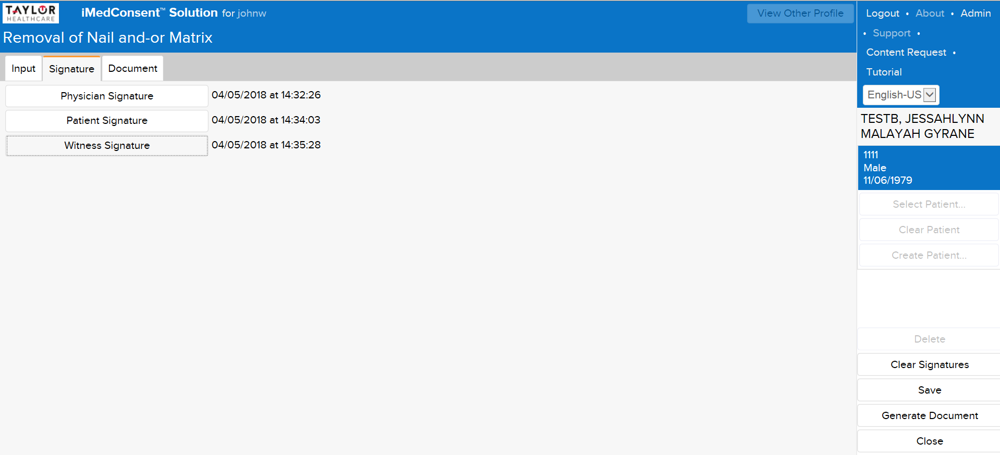 TAYLOR
HEALTHCARE
iMedConsent™ Solution for johnw
View Other Profile
Removal of Nail and-or Matrix
Logout • About • Admin
• Support •
Content Request •
Tutorial
English-US
Input
Signature
Document
Physician Signature 04/05/2018 at 14:32:26
Patient Signature 04/05/2018 at 14:34:03
Witness Signature 04/05/2018 at 14:35:28
TESTB, JESSAHLYNN
MALAYAH GYRANE
1111
Male
11/06/1979
Select Patient...
Clear Patient
Create Patient...
Delete
Clear Signatures
Save
Generate Document
Close